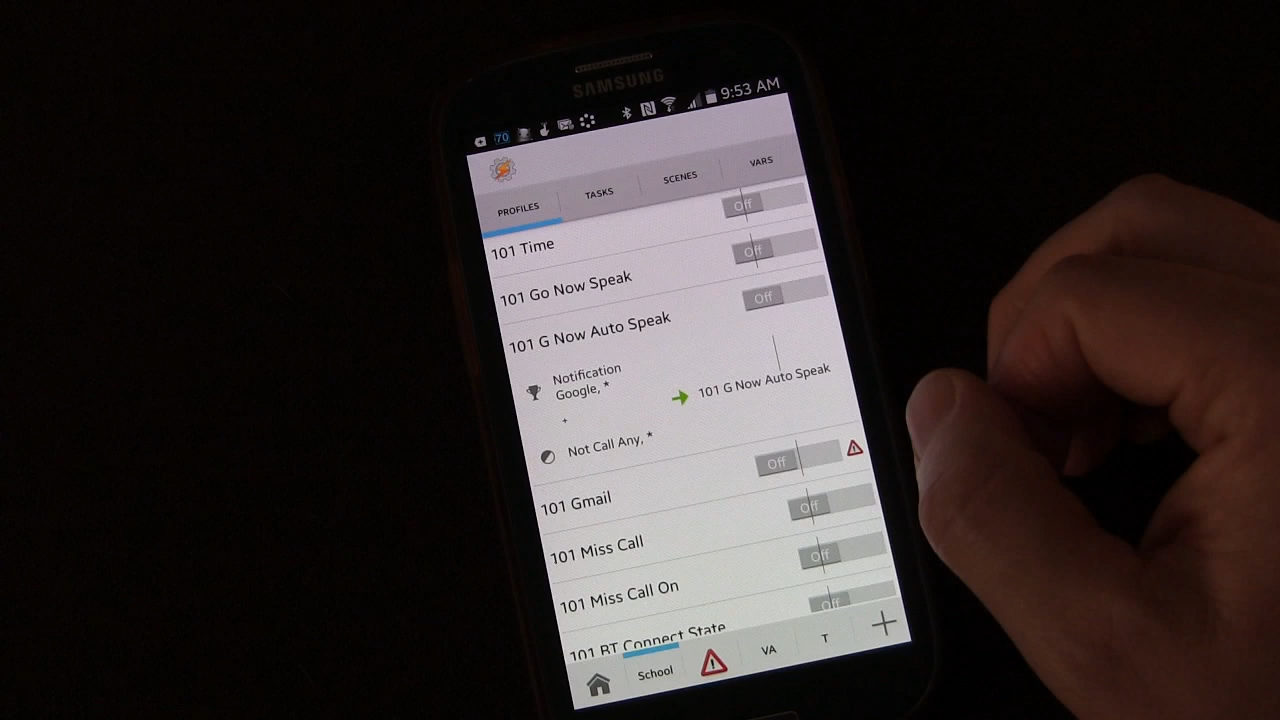 SAMSUNG
70
9:53 AM
PROFILES
TASKS
SCENES
VARS
Off
101 Time
Off
101 Go Now Speak
Off
101 G Now Auto Speak
Notification
Google, *
101 G Now Auto Speak
+
Not Call Any, *
Off
101 Gmail
Off
101 Miss Call
Off
101 Miss Call On
Off
101 BT Connect State
School
VA
T